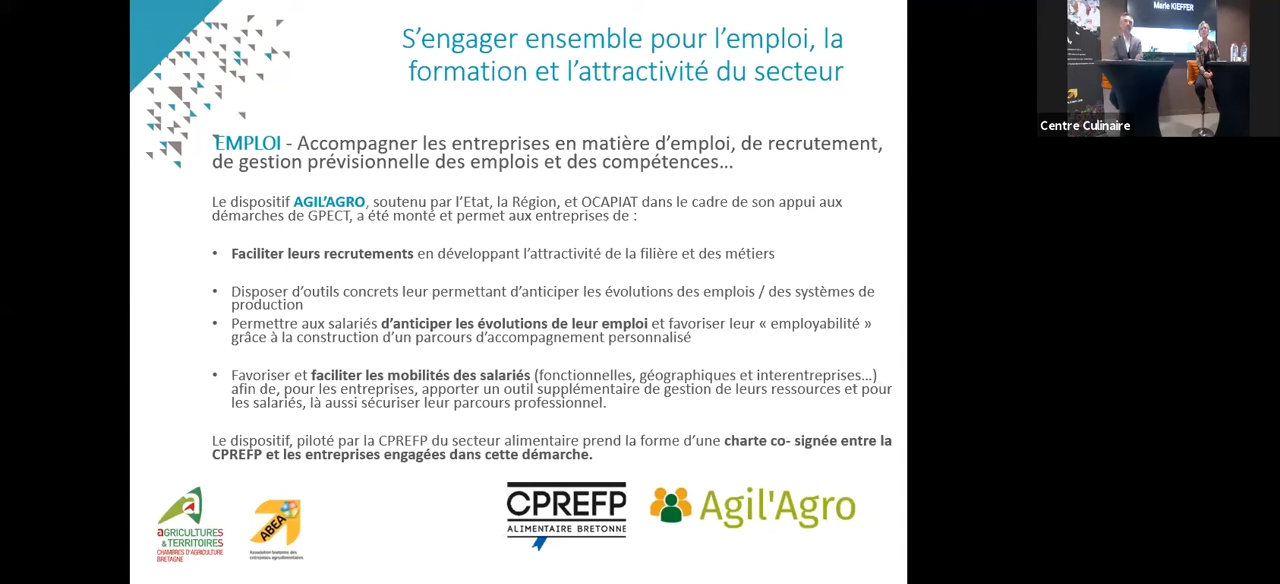 S’engager ensemble pour l’emploi, la
formation et l’attractivité du secteur
EMPLOI - Accompagner les entreprises en matière d’emploi, de recrutement,
de gestion prévisionnelle des emplois et des compétences…
Le dispositif AGIL’AGRO, soutenu par l’Etat, la Région, et OCAPIAT dans le cadre de son appui aux
démarches de GPECT, a été monté et permet aux entreprises de :
• Faciliter leurs recrutements en développant l’attractivité de la filière et des métiers
• Disposer d’outils concrets leur permettant d’anticiper les évolutions des emplois / des systèmes de
production
• Permettre aux salariés d’anticiper les évolutions de leur emploi et favoriser leur « employabilité »
grâce à la construction d’un parcours d’accompagnement personnalisé
• Favoriser et faciliter les mobilités des salariés (fonctionnelles, géographiques et interentreprises…)
afin de, pour les entreprises, apporter un outil supplémentaire de gestion de leurs ressources et pour
les salariés, là aussi sécuriser leur parcours professionnel.
Le dispositif, piloté par la CPREFP du secteur alimentaire prend la forme d’une charte co- signée entre la
CPREFP et les entreprises engagées dans cette démarche.
aGRICULTURES
& TERRITOIRES
CHAMBRES D'AGRICULTURE
BRETAGNE
ABEA
Association bretonne des
entreprises agroalimentaires
CPREFP
ALIMENTAIRE BRETONNE
Agil'Agro
Marie KIEFFER
Centre Culinaire